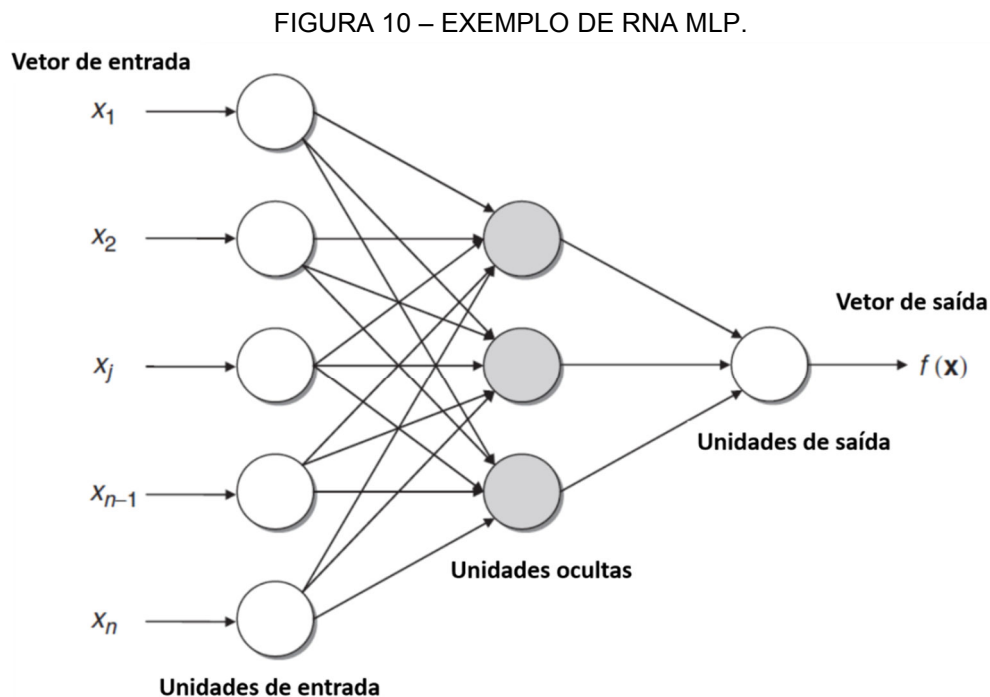 FIGURA 10 – EXEMPLO DE RNA MLP.
Vetor de entrada
x1
x2
xj
xn–1
xn
Unidades de entrada
Unidades ocultas
Unidades de saída
Vetor de saída
f (x)